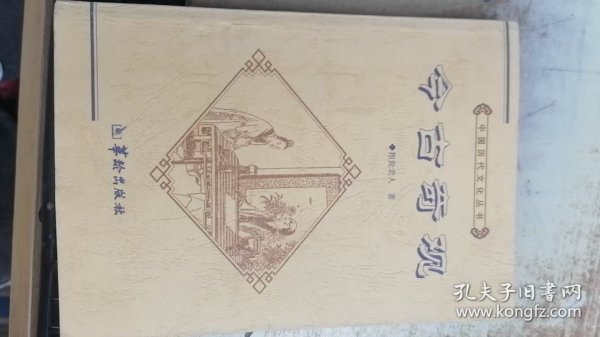 中国历代文化丛书
今古奇观
◆抱瓮老人 著
华龄出版社
孔夫子旧书网
www.kongfz.com